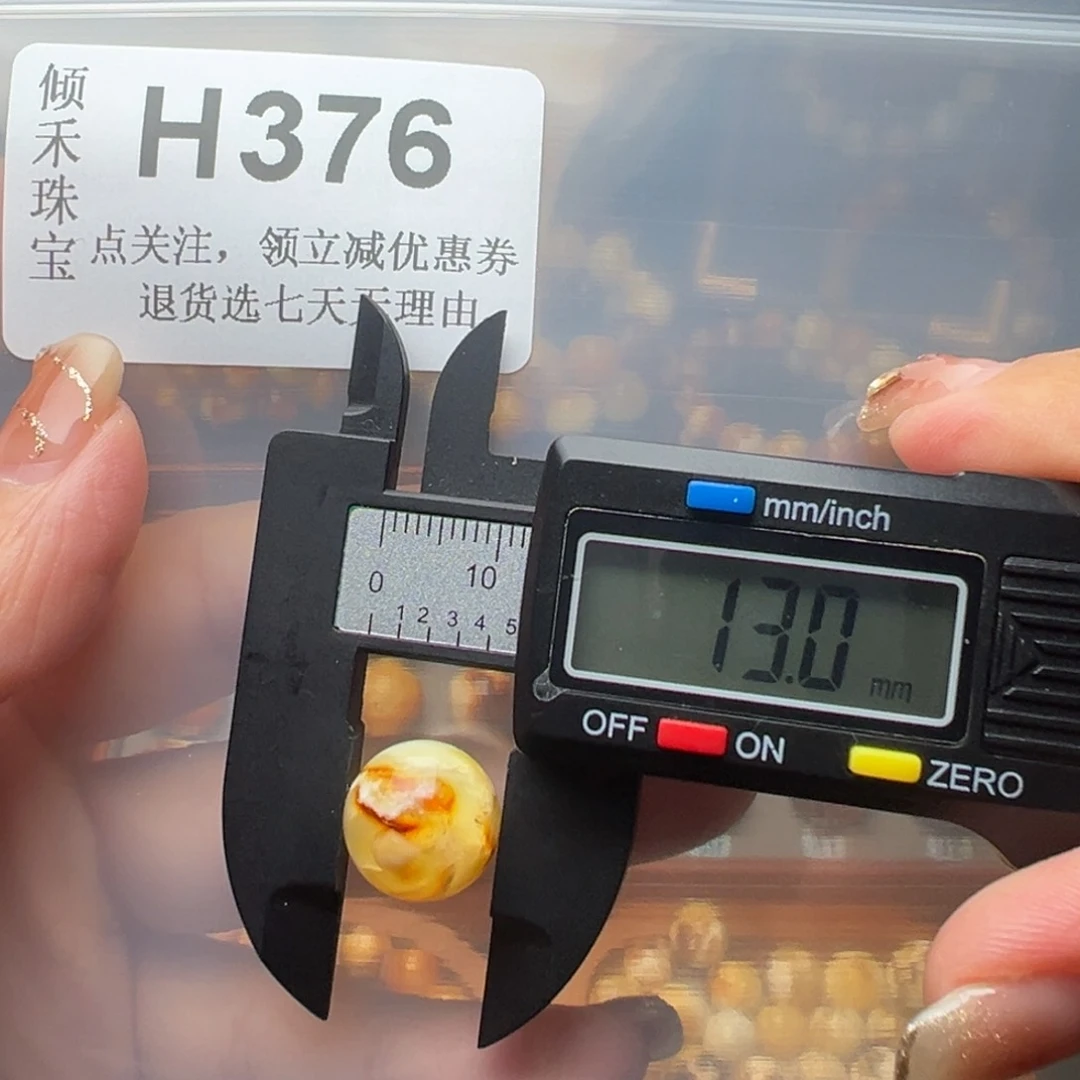 倾禾珠宝
H376
点关注，领立减优惠券
退货选七天无理由
mm/inch
0 10
1 2 3 4 5
13.0 mm
OFF ON
ZERO